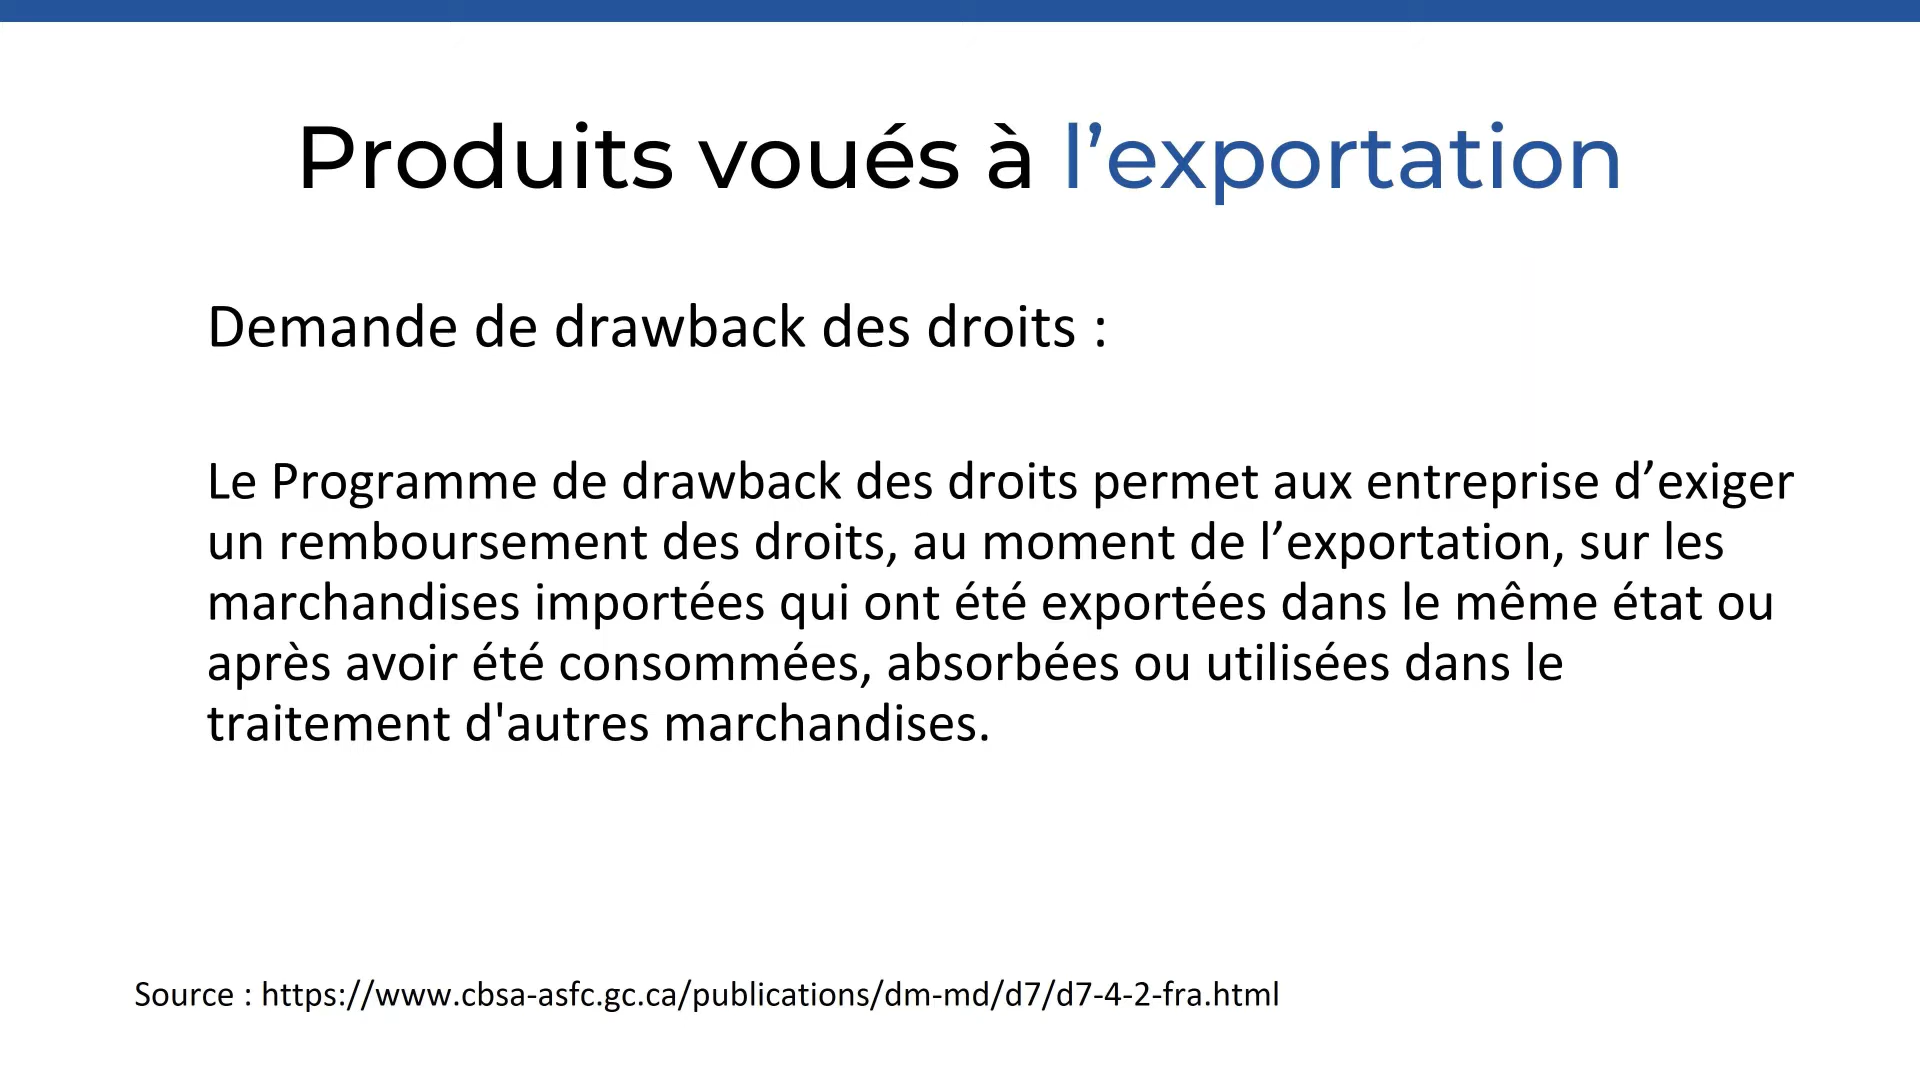 Produits voués à l’exportation
Demande de drawback des droits :
Le Programme de drawback des droits permet aux entreprise d’exiger
un remboursement des droits, au moment de l’exportation, sur les
marchandises importées qui ont été exportées dans le même état ou
après avoir été consommées, absorbées ou utilisées dans le
traitement d'autres marchandises.
Source : https://www.cbsa-asfc.gc.ca/publications/dm-md/d7/d7-4-2-fra.html